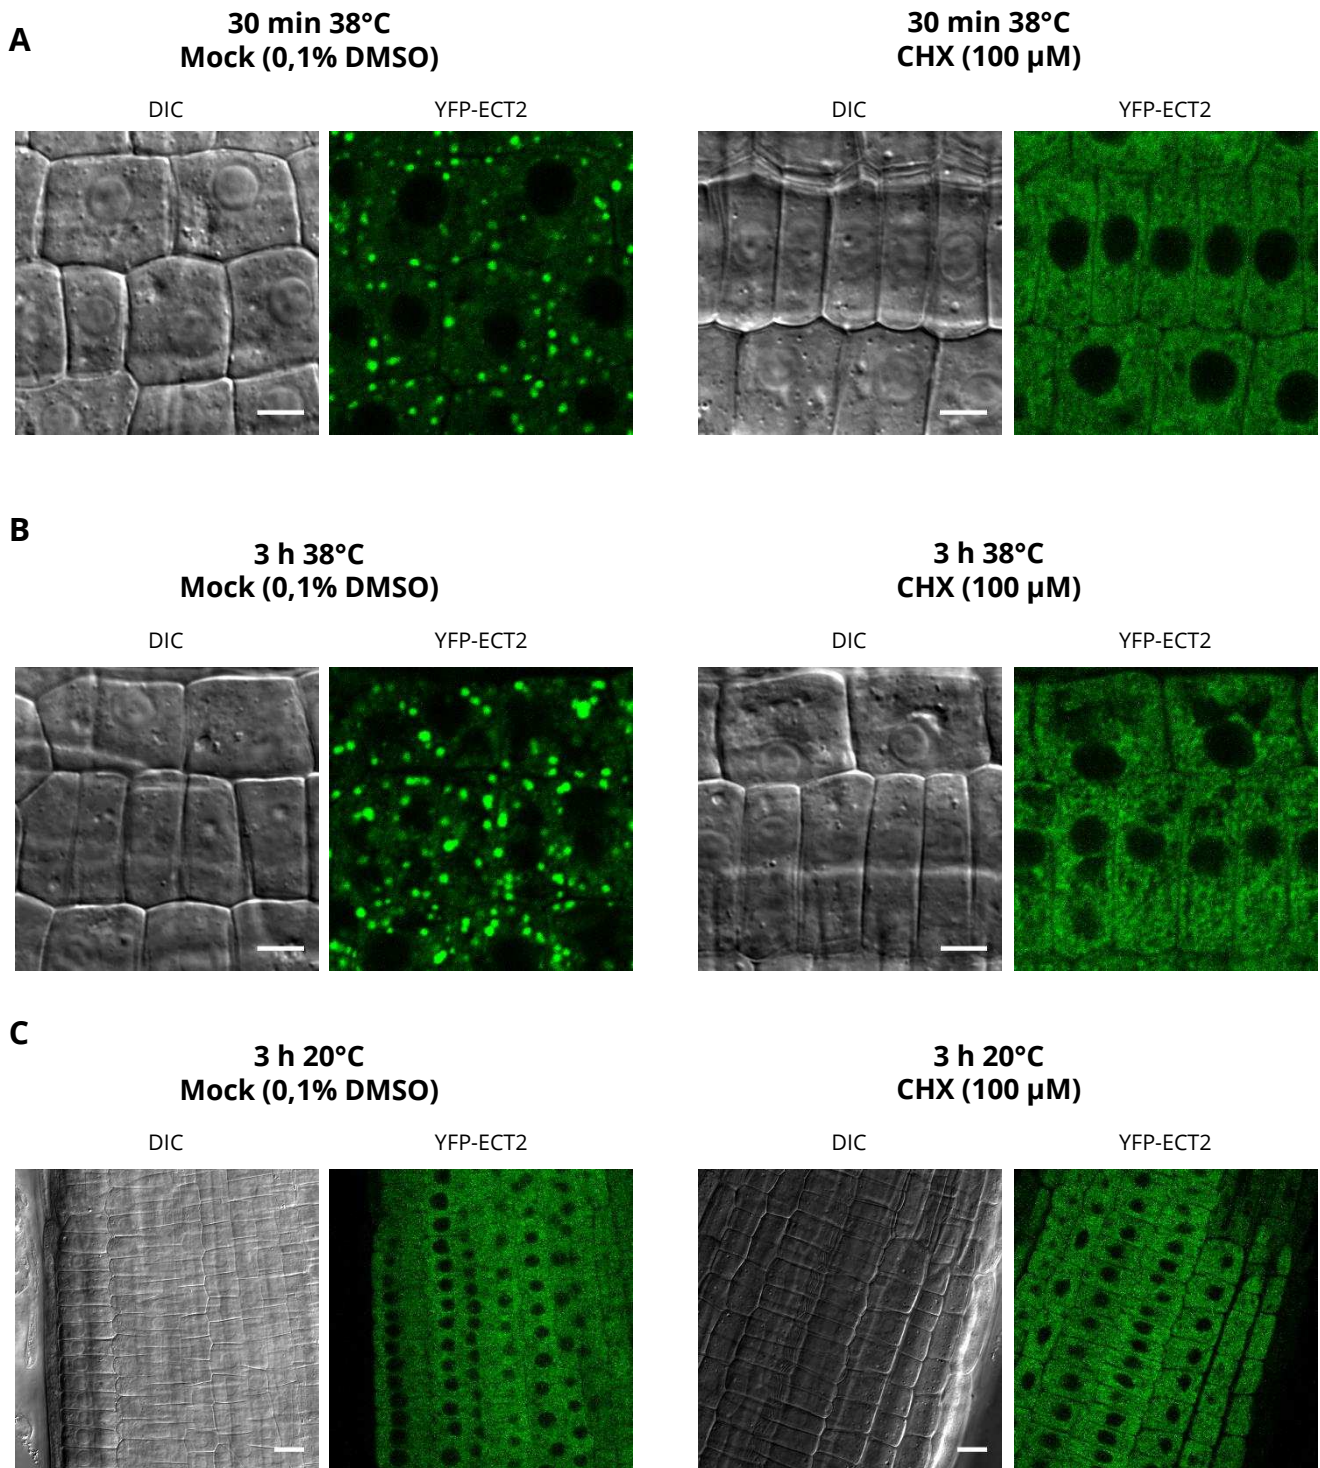 A
30 min 38°C
Mock (0,1% DMSO)
30 min 38°C
CHX (100 µM)
DIC
YFP-ECT2
DIC
YFP-ECT2
B
3 h 38°C
Mock (0,1% DMSO)
3 h 38°C
CHX (100 µM)
DIC
YFP-ECT2
DIC
YFP-ECT2
C
3 h 20°C
Mock (0,1% DMSO)
3 h 20°C
CHX (100 µM)
DIC
YFP-ECT2
DIC
YFP-ECT2